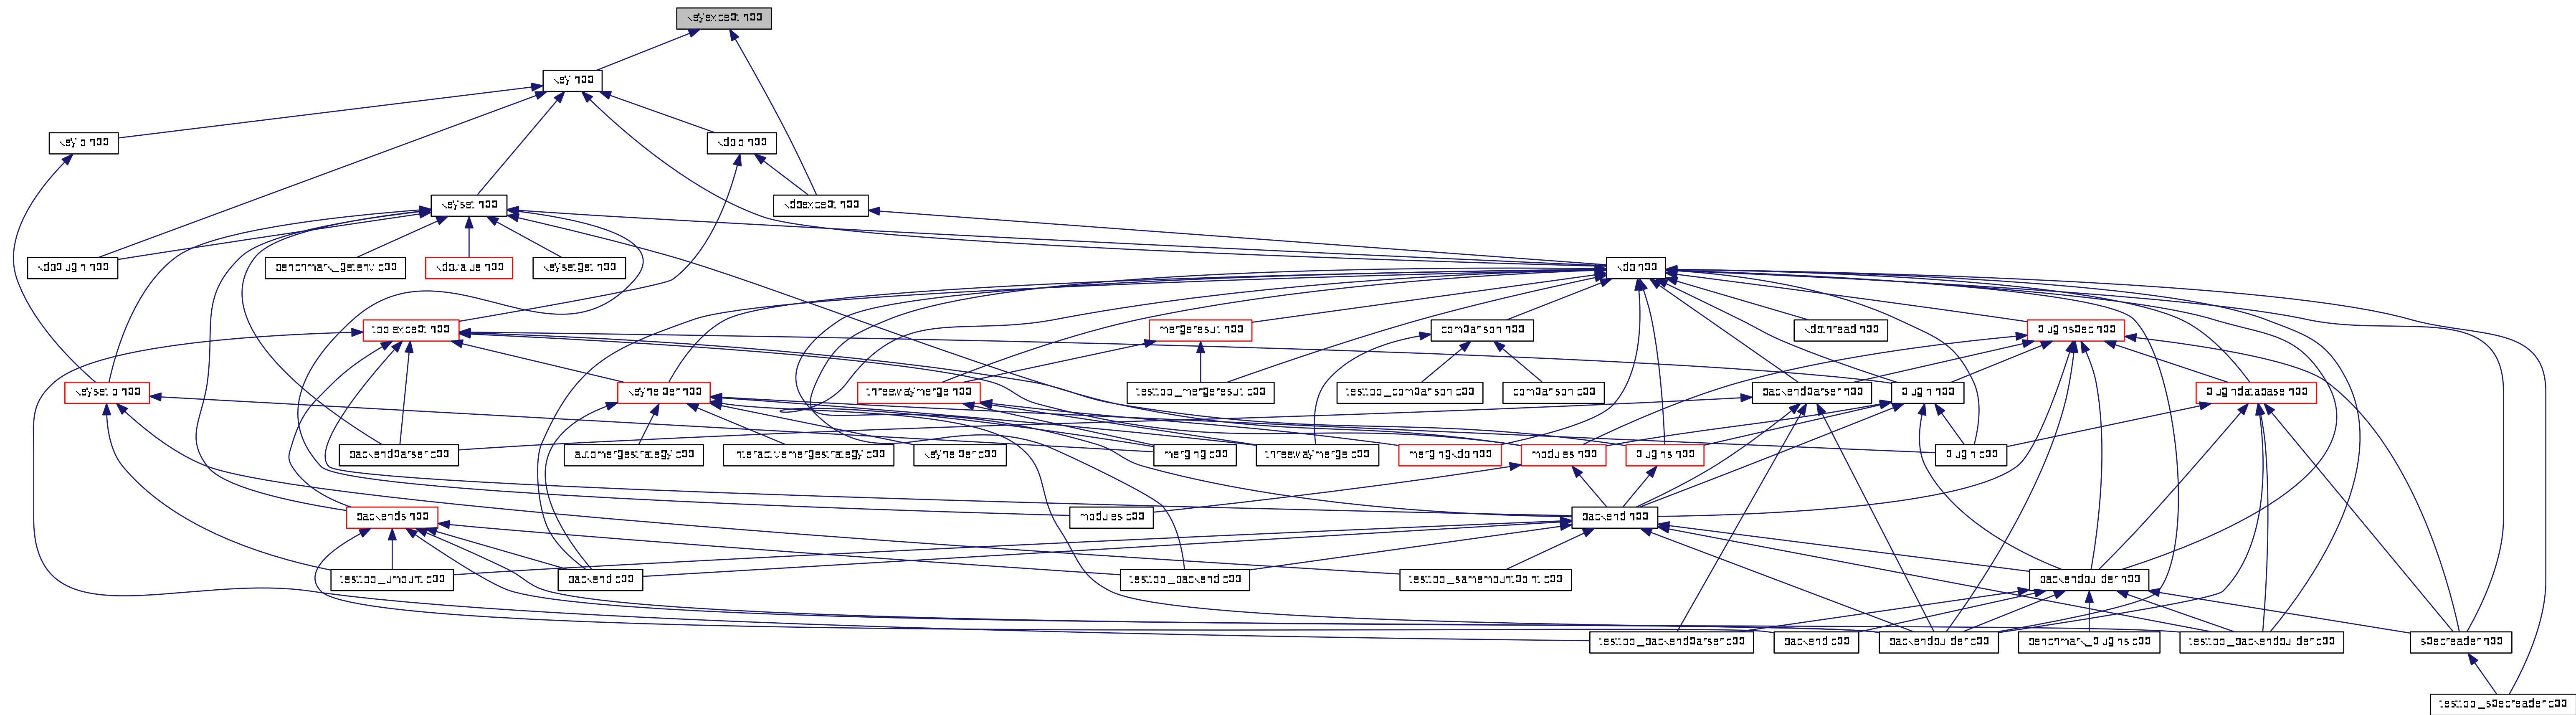 keyexcept.hpp
key.hpp
keyio.hpp
kdbio.hpp
keyset.hpp
kdbexcept.hpp
kdbplugin.hpp
benchmark_getenv.cpp
kdbvalue.hpp
keysetget.hpp
kdb.hpp
toolexcept.hpp
mergeresult.hpp
comparison.hpp
kdbthread.hpp
pluginspec.hpp
keysetio.hpp
keyhelper.hpp
threewaymerge.hpp
testtool_mergeresult.cpp
testtool_comparison.cpp
comparison.cpp
backendparser.hpp
plugin.hpp
plugindatabase.hpp
backendparser.cpp
automergestrategy.cpp
interactivemergestrategy.cpp
keyhelper.cpp
merging.cpp
threewaymerge.cpp
mergingkdb.hpp
modules.hpp
plugins.hpp
plugin.cpp
backends.hpp
modules.cpp
backend.hpp
testtool_umount.cpp
backend.cpp
testtool_backend.cpp
testtool_samemountpoint.cpp
backendbuilder.hpp
testtool_backendparser.cpp
backend.cpp
backendbuilder.cpp
benchmark_plugins.cpp
testtool_backendbuilder.cpp
specreader.hpp
testtool_specreader.cpp